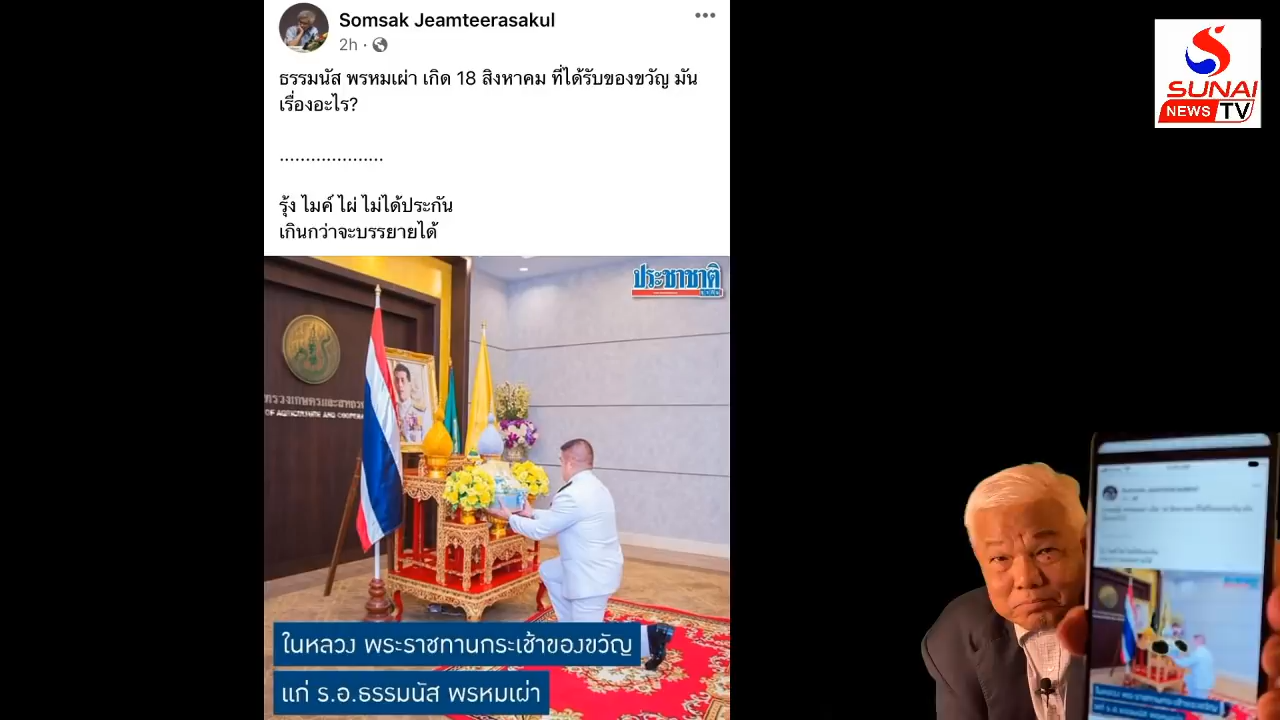 Somsak Jeamteerasakul
2h
ธรรมนัส พรหมเผ่า เกิด 18 สิงหาคม ที่ได้รับของขวัญ มัน
เรื่องอะไร?
....................
รุ้ง ไมค์ ไผ่ ไม่ได้ประกัน
เกินกว่าจะบรรยายได้
ประชาชาติ
OF AGRICULTURE AND COOPERA
ในหลวง พระราชทานกระเช้าของขวัญ
แก่ ร.อ.ธรรมนัส พรหมเผ่า
SUNAI
NEWS TV